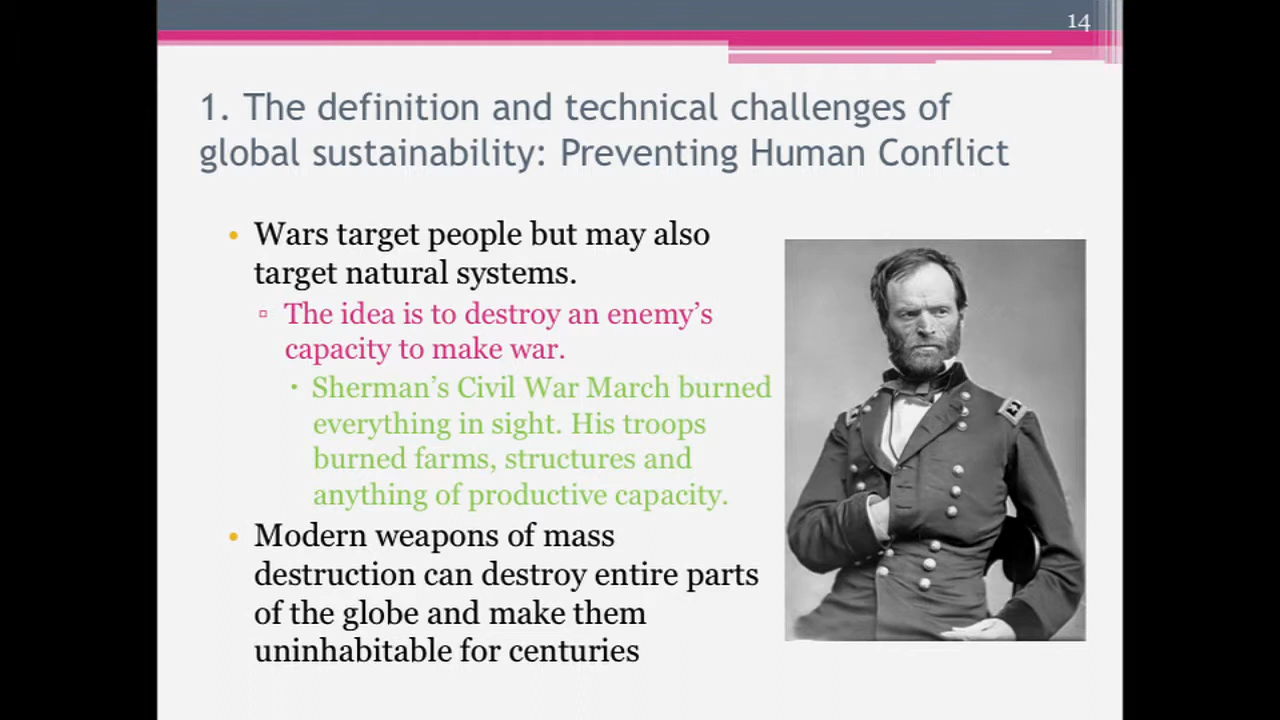 14
1. The definition and technical challenges of
global sustainability: Preventing Human Conflict
• Wars target people but may also
target natural systems.
▫ The idea is to destroy an enemy’s
capacity to make war.
· Sherman’s Civil War March burned
everything in sight. His troops
burned farms, structures and
anything of productive capacity.
• Modern weapons of mass
destruction can destroy entire parts
of the globe and make them
uninhabitable for centuries